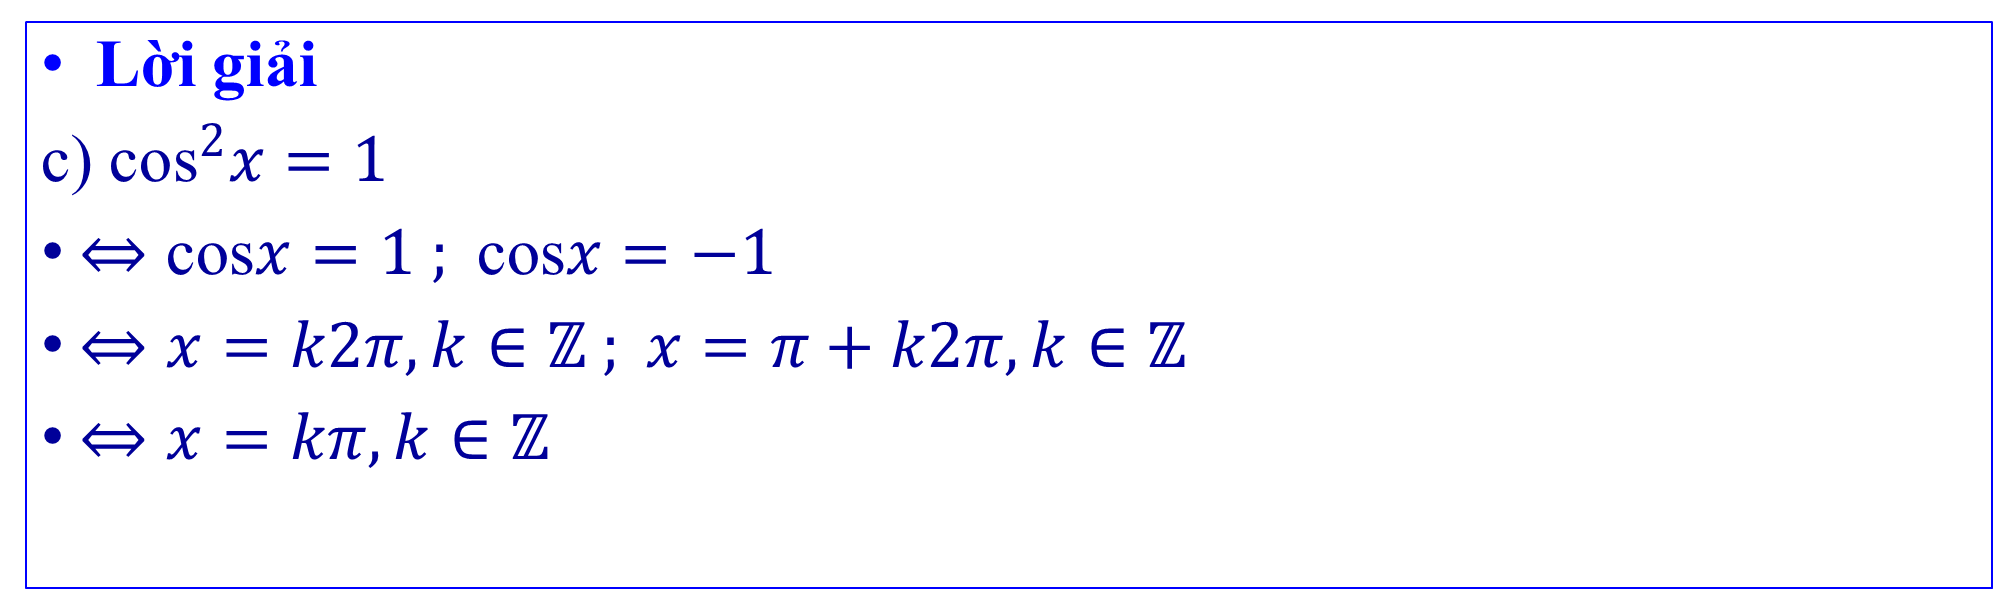 • Lời giải
c) cos²x = 1
• ⇔ cosx = 1 ; cosx = −1
• ⇔ x = k2π, k ∈ ℤ ; x = π + k2π, k ∈ ℤ
• ⇔ x = kπ, k ∈ ℤ